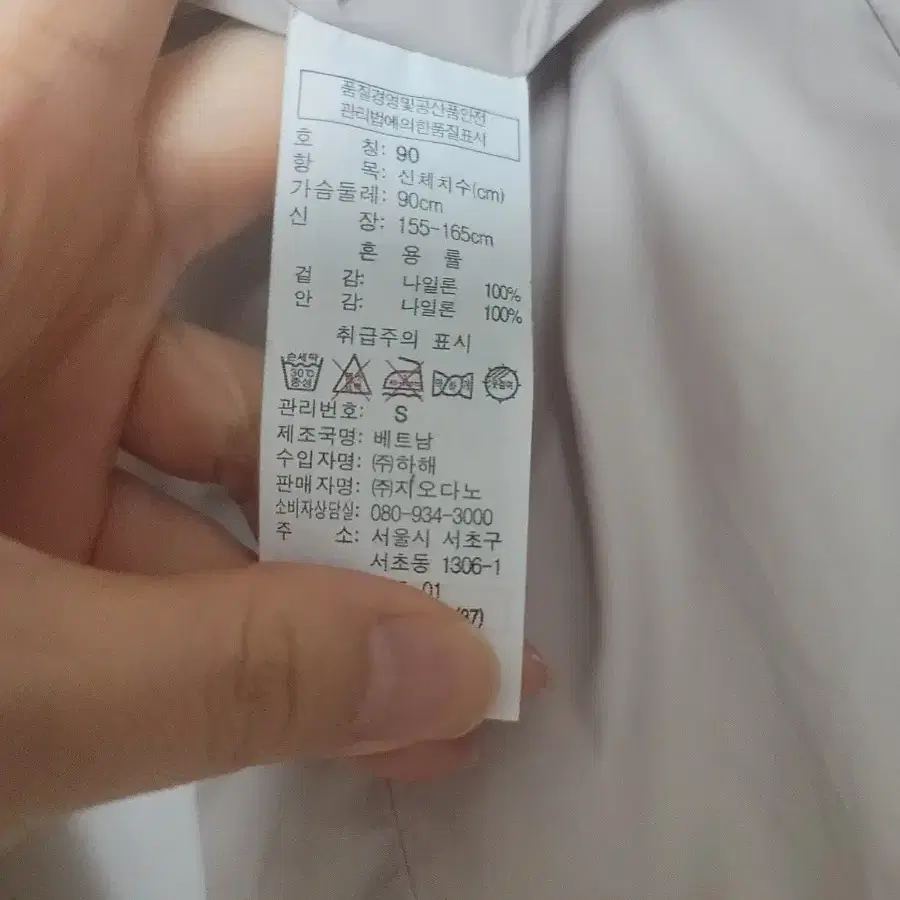 품질경영및공산품안전
관리법에의한품질표시
호 칭: 90
항 목: 신체치수(cm)
가슴둘레: 90cm
신 장: 155-165cm
혼 용 률
겉 감: 나일론 100%
안 감: 나일론 100%
취급주의 표시
손세탁
30℃
중성
관리번호: S
제조국명: 베트남
수입자명: ㈜하해
판매자명: ㈜지오다노
소비자상담실: 080-934-3000
주 소: 서울시 서초구
서초동 1306-1
01
(37)